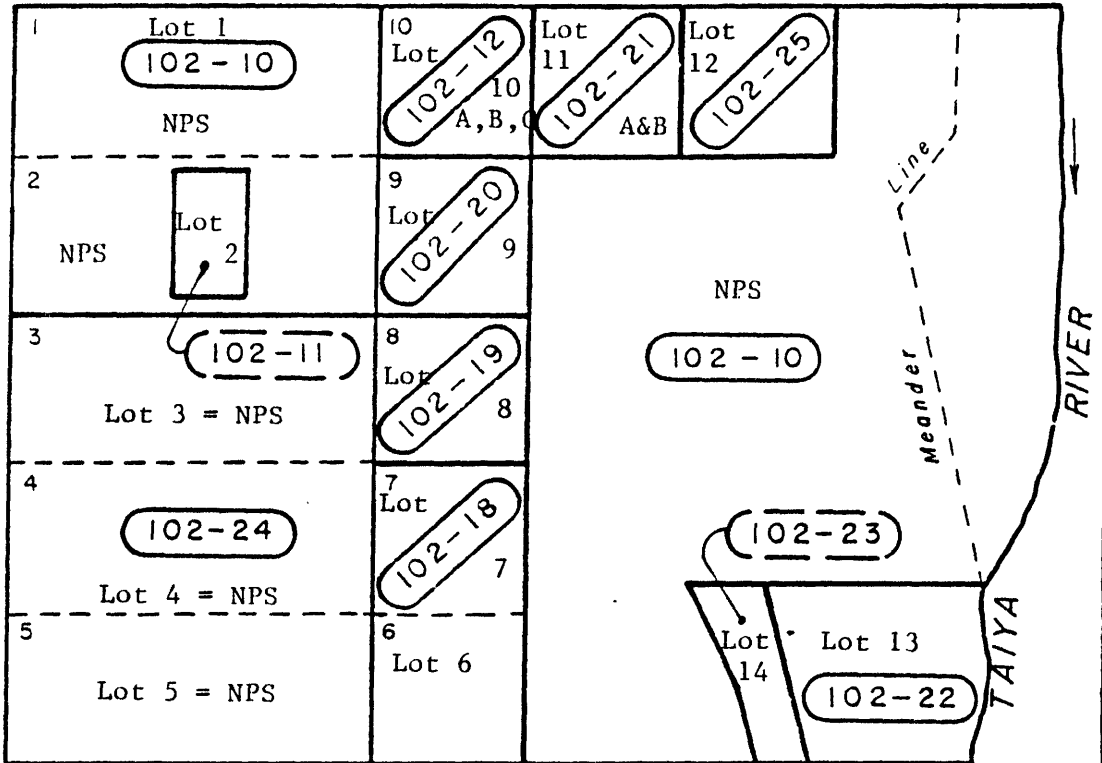 1
Lot 1
102-10
NPS
10
Lot
102-12
10
A,B,C
Lot
11
102-21
A&B
Lot
12
102-25
2
Lot
2
NPS
9
Lot
102-20
9
Line
NPS
102-10
Meander
RIVER
3
102-11
Lot 3 = NPS
8
Lot
102-19
8
4
102-24
Lot 4 = NPS
7
Lot
102-18
7
102-23
5
Lot 5 = NPS
6
Lot 6
Lot
14
Lot 13
102-22
TAIYA